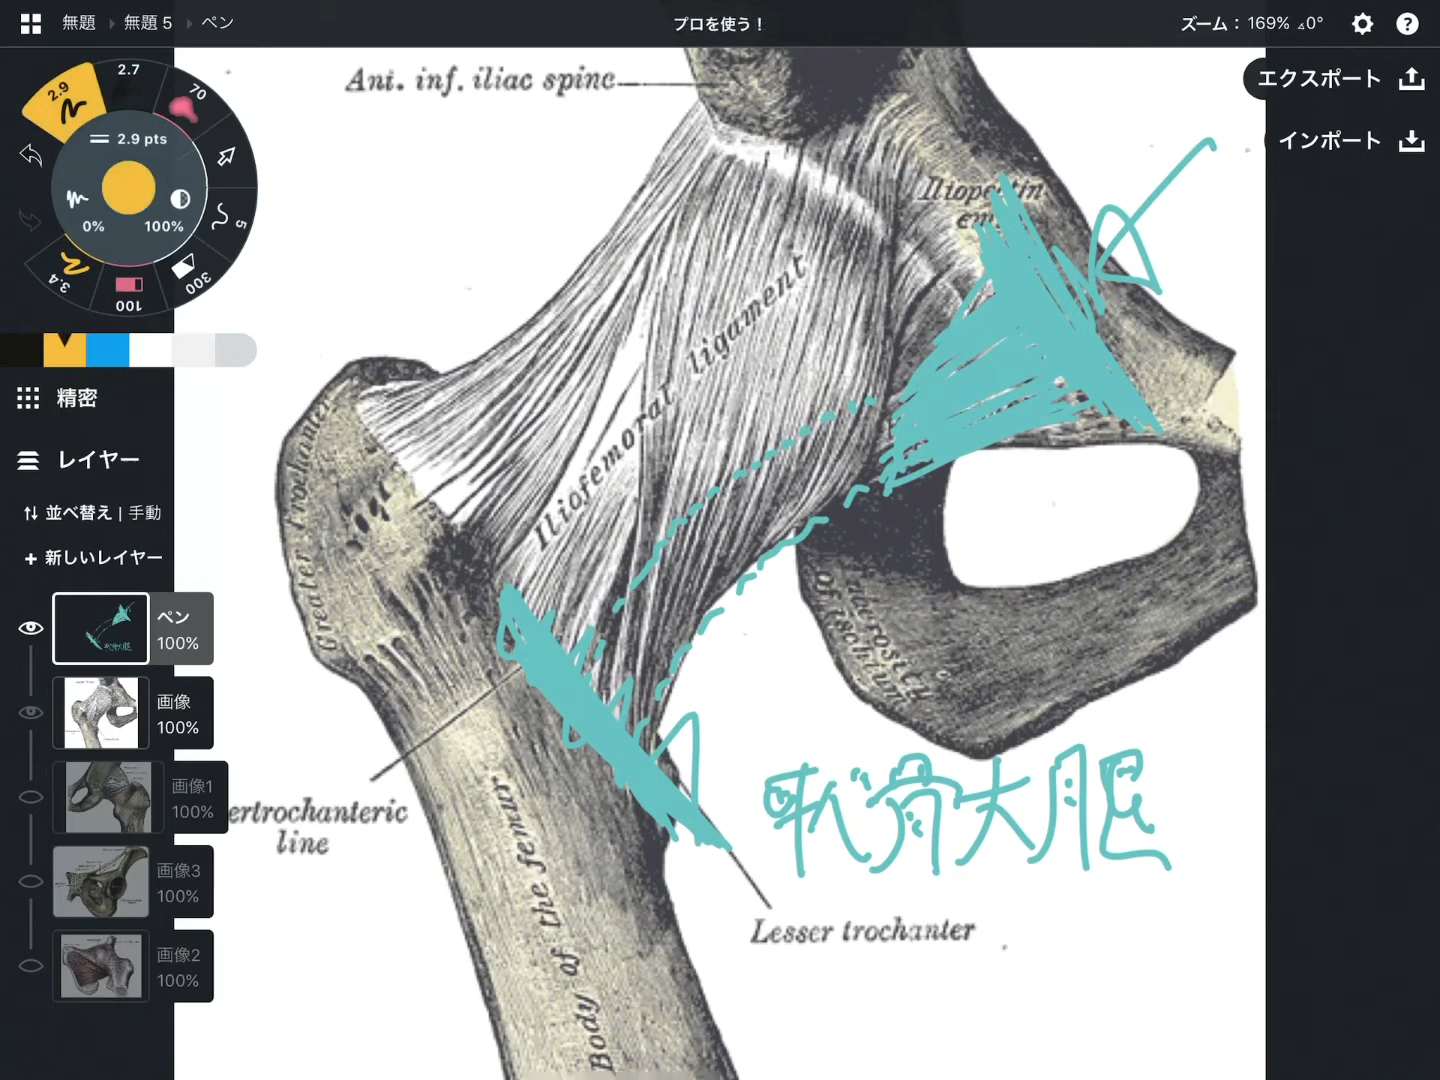 無題 無題 5 ペン
プロを使う!
ズーム: 169% ⊿0°
エクスポート
インポート
2.7
2.9
70
5
300
100
3.4
2.9 pts
0% 100%
精密
レイヤー
並べ替え | 手動
+ 新しいレイヤー
ペン
100%
画像
100%
画像1
100%
画像3
100%
画像2
100%
Ant. inf. iliac spine
Iliofemoral ligament
Greater trochanter
of ischium
ertrochanteric
line
Body of the femur
Lesser trochanter
恥骨大腿